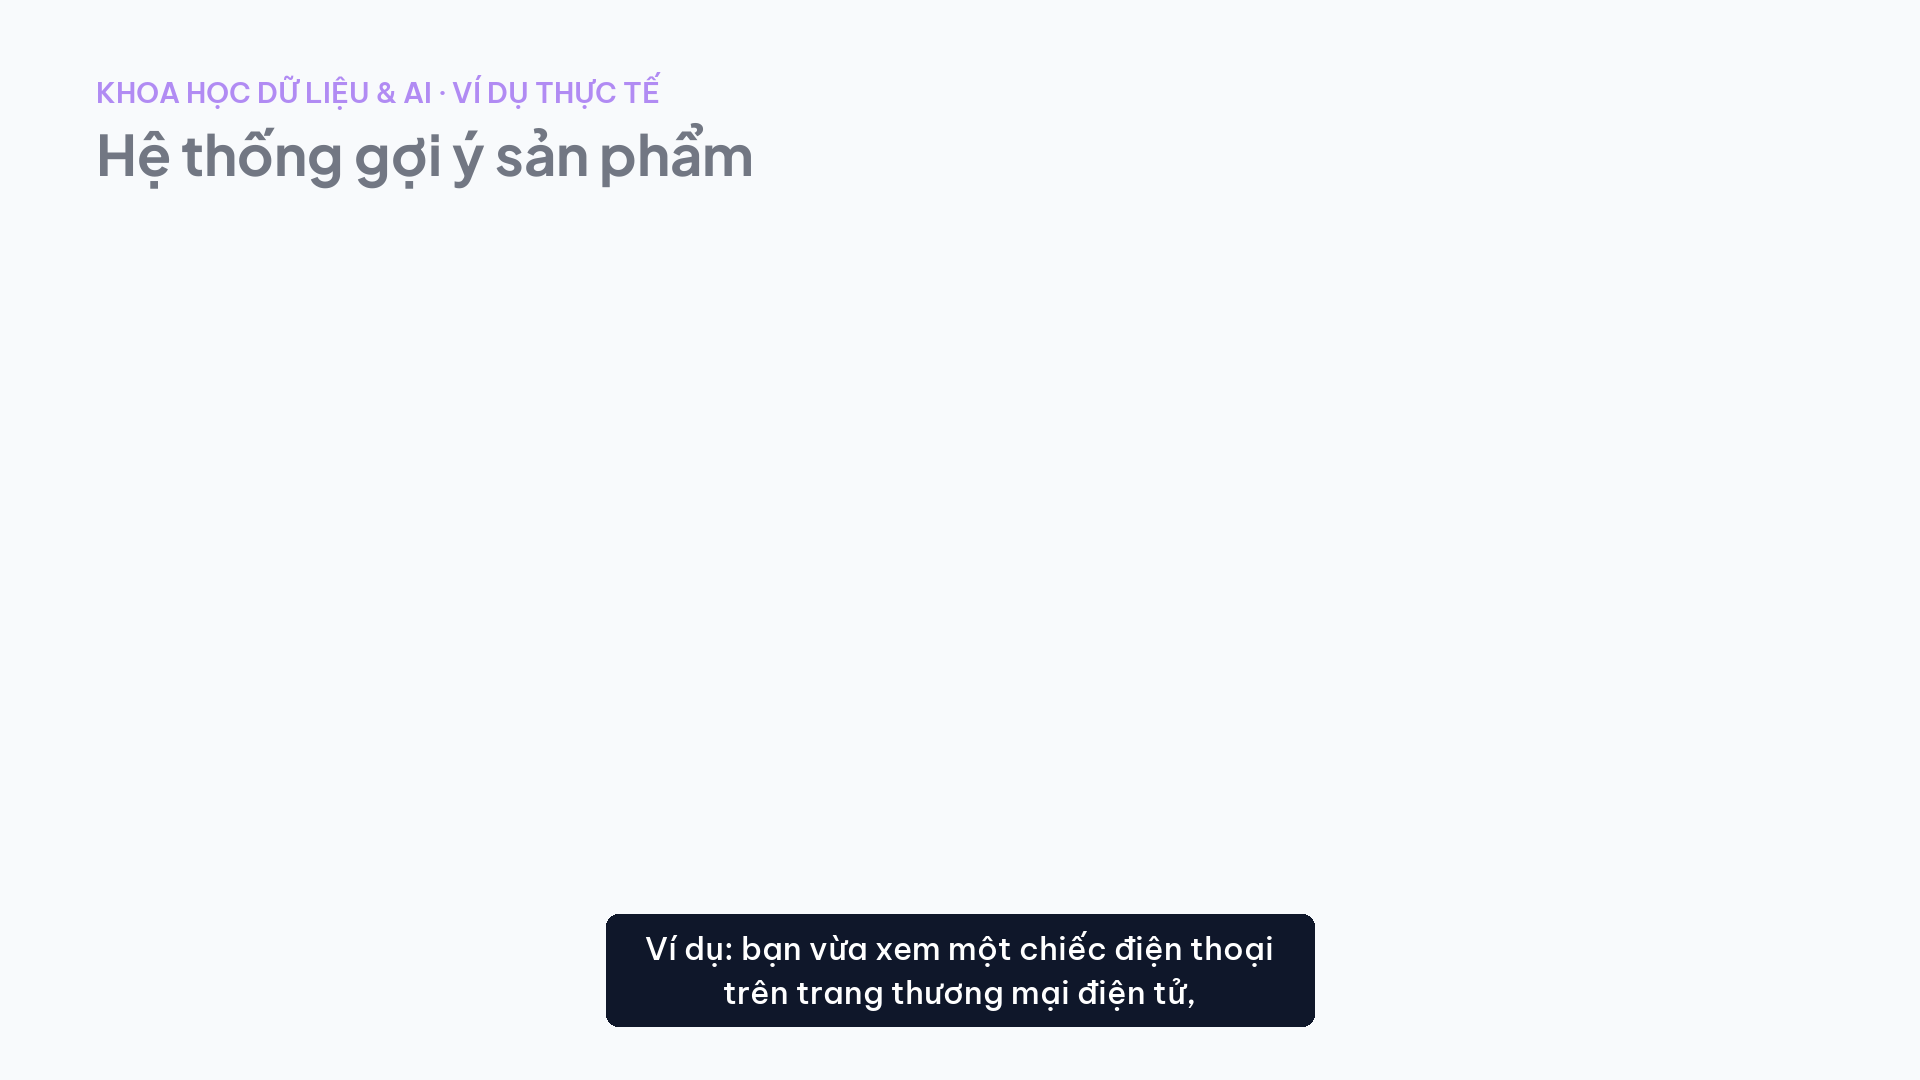 KHOA HỌC DỮ LIỆU & AI · VÍ DỤ THỰC TẾ
Hệ thống gợi ý sản phẩm
Ví dụ: bạn vừa xem một chiếc điện thoại
trên trang thương mại điện tử,